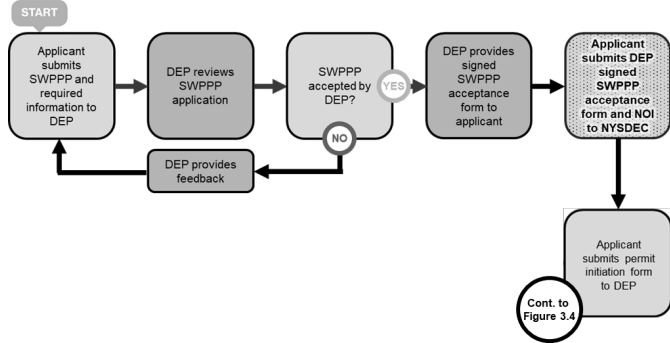 START
Applicant
submits
SWPPP and
required
information to
DEP
DEP reviews
SWPPP
application
SWPPP
accepted by
DEP?
YES
NO
DEP provides
feedback
DEP provides
signed
SWPPP
acceptance
form to
applicant
Applicant
submits DEP
signed
SWPPP
acceptance
form and NOI
to NYSDEC
Applicant
submits permit
initiation form
to DEP
Cont. to
Figure 3.4